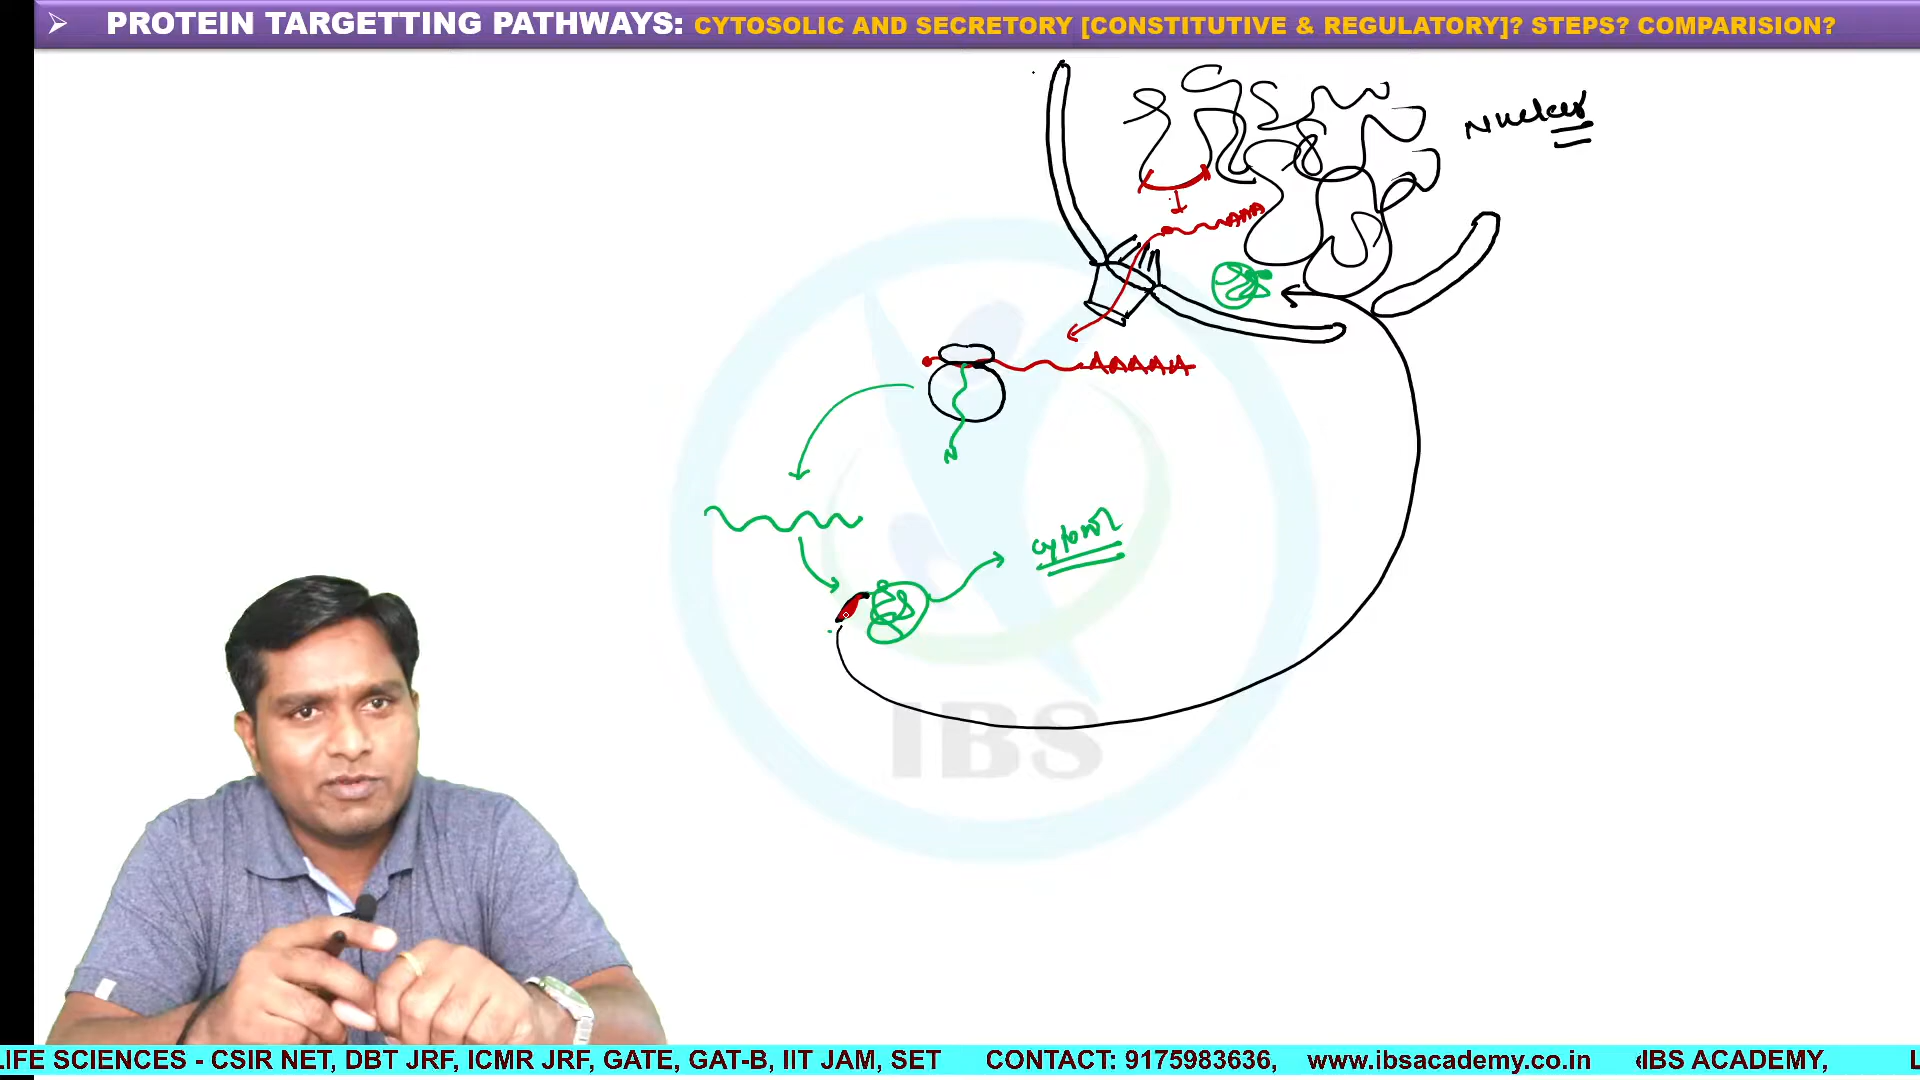 ➢ PROTEIN TARGETTING PATHWAYS: CYTOSOLIC AND SECRETORY [CONSTITUTIVE & REGULATORY]? STEPS? COMPARISION?
AAA
AAAAA
N
cytosol
IBS
LIFE SCIENCES - CSIR NET, DBT JRF, ICMR JRF, GATE, GAT-B, IIT JAM, SET CONTACT: 9175983636, www.ibsacademy.co.in IBS ACADEMY, L